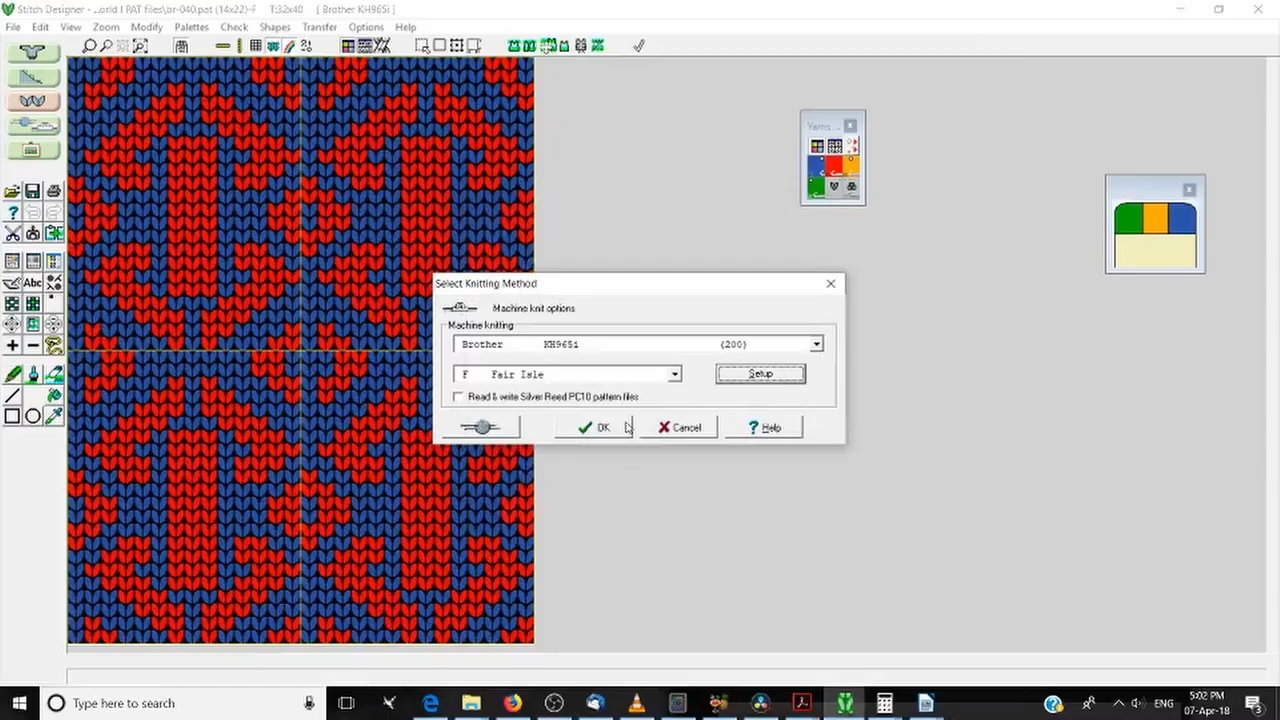 Stitch Designer - ..orld I PAT files\br-040.pat (14x22)-F T:32x40 [ Brother KH965i ]
File Edit View Zoom Modify Palettes Check Shapes Transfer Options Help
Yarns ...
Select Knitting Method
Machine knit options
Machine knitting
Brother KH965i (200)
F Fair Isle
Setup
Read & write Silver Reed PC10 pattern files
OK
Cancel
Help
Abc
Type here to search
ENG
5:02 PM
07-Apr-18
3